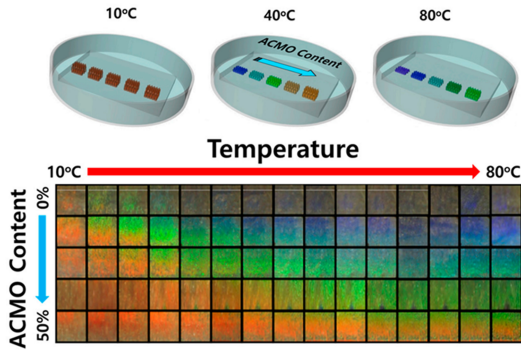 10°C
40°C
80°C
ACMO Content
Temperature
10°C
80°C
0%
ACMO Content
50%